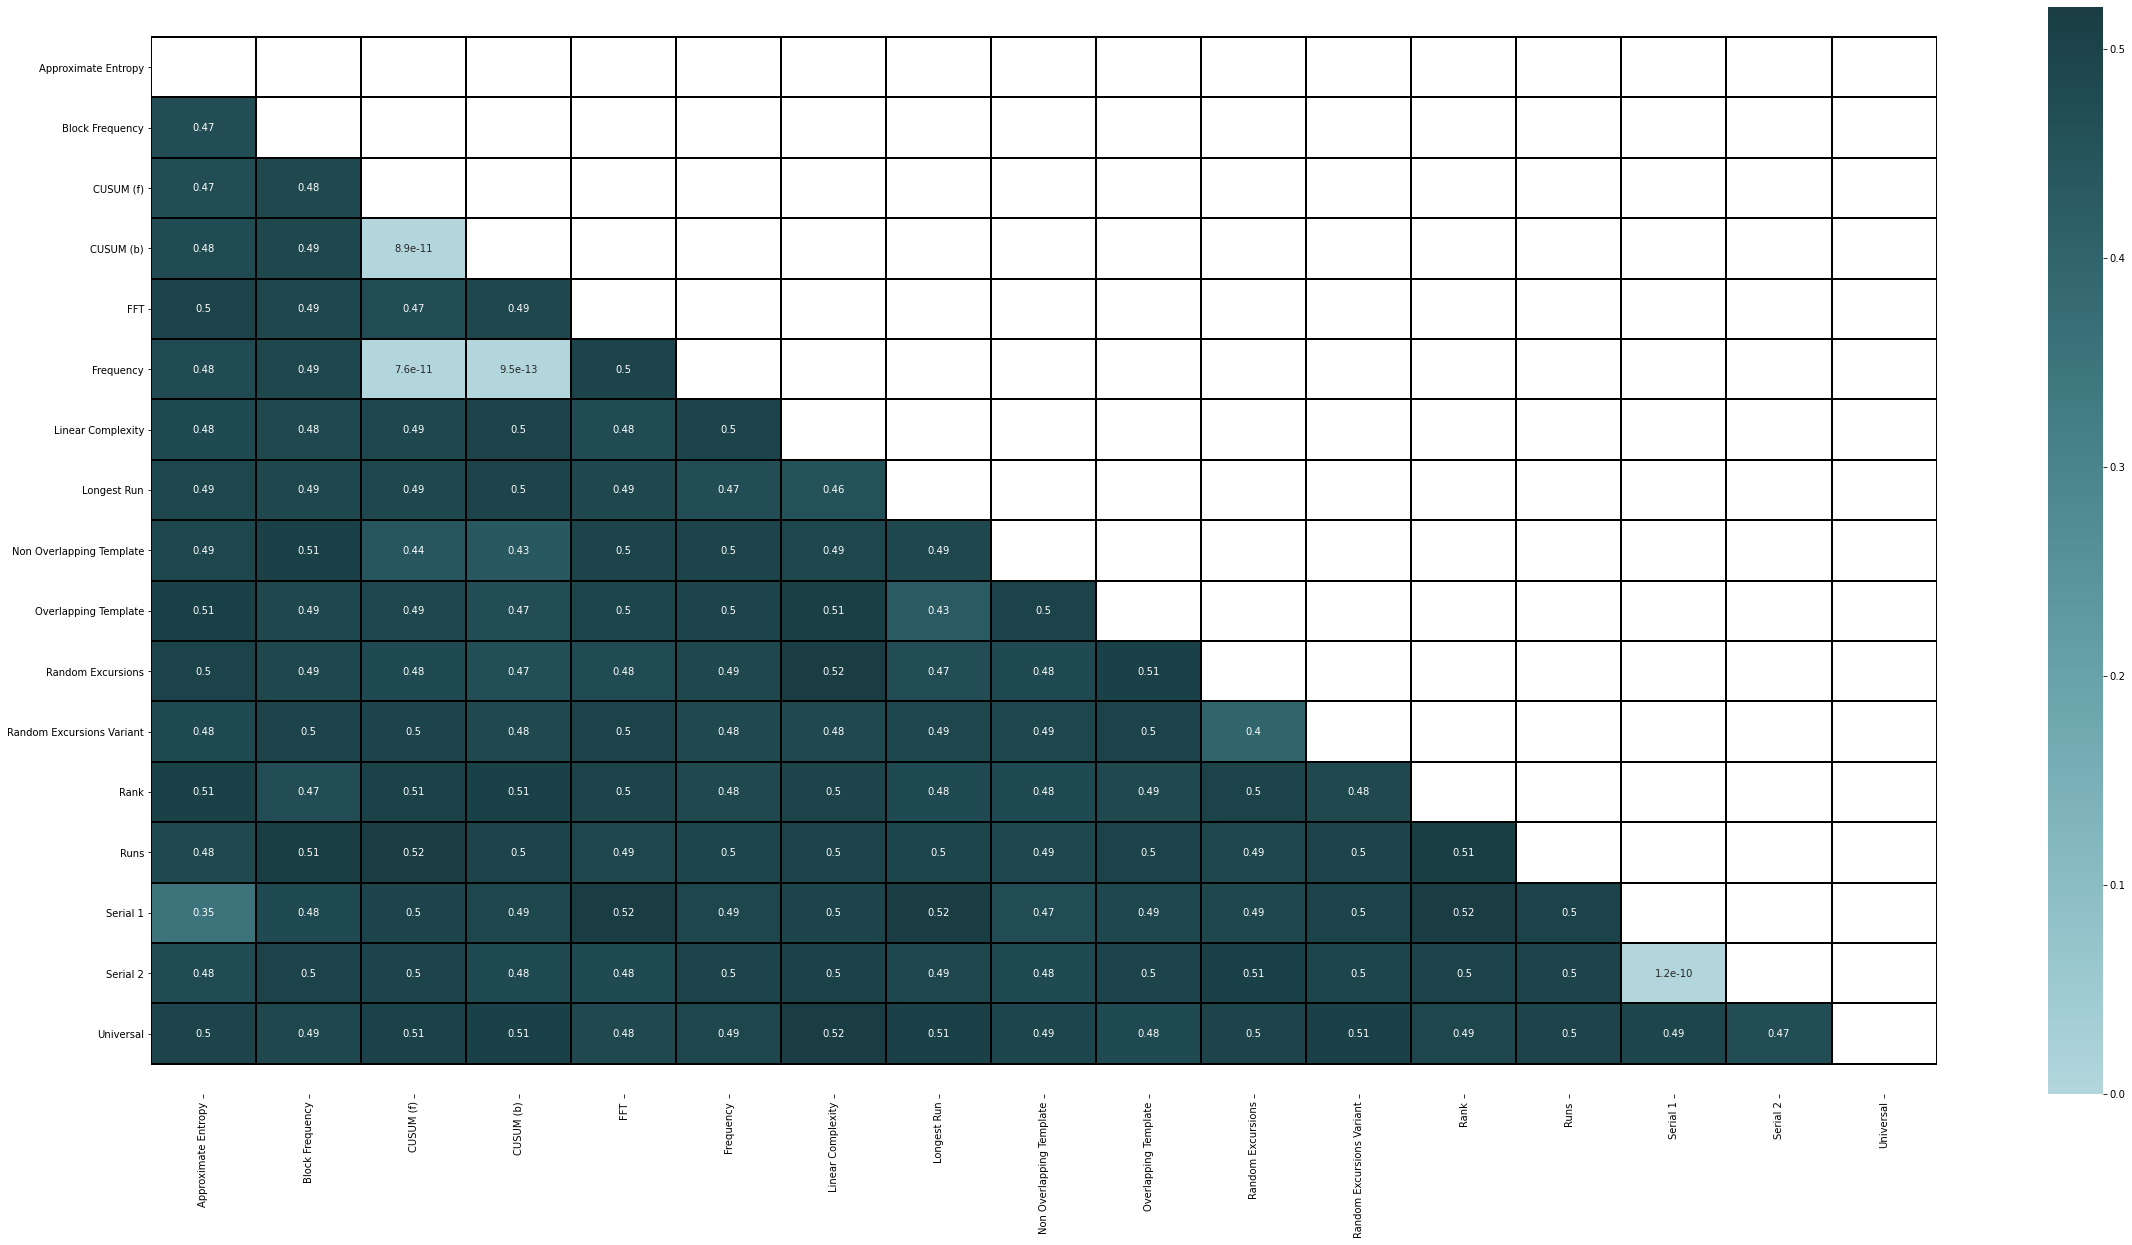 Approximate Entropy
Block Frequency 0.47
CUSUM (f) 0.47 0.48
CUSUM (b) 0.48 0.49 8.9e-11
FFT 0.5 0.49 0.47 0.49
Frequency 0.48 0.49 7.6e-11 9.5e-13 0.5
Linear Complexity 0.48 0.48 0.49 0.5 0.48 0.5
Longest Run 0.49 0.49 0.49 0.5 0.49 0.47 0.46
Non Overlapping Template 0.49 0.51 0.44 0.43 0.5 0.5 0.49 0.49
Overlapping Template 0.51 0.49 0.49 0.47 0.5 0.5 0.51 0.43 0.5
Random Excursions 0.5 0.49 0.48 0.47 0.48 0.49 0.52 0.47 0.48 0.51
Random Excursions Variant 0.48 0.5 0.5 0.48 0.5 0.48 0.48 0.49 0.49 0.5 0.4
Rank 0.51 0.47 0.51 0.51 0.5 0.48 0.5 0.48 0.48 0.49 0.5 0.48
Runs 0.48 0.51 0.52 0.5 0.49 0.5 0.5 0.5 0.49 0.5 0.49 0.5 0.51
Serial 1 0.35 0.48 0.5 0.49 0.52 0.49 0.5 0.52 0.47 0.49 0.49 0.5 0.52 0.5
Serial 2 0.48 0.5 0.5 0.48 0.48 0.5 0.5 0.49 0.48 0.5 0.51 0.5 0.5 0.5 1.2e-10
Universal 0.5 0.49 0.51 0.51 0.48 0.49 0.52 0.51 0.49 0.48 0.5 0.51 0.49 0.5 0.49 0.47
Approximate Entropy
Block Frequency
CUSUM (f)
CUSUM (b)
FFT
Frequency
Linear Complexity
Longest Run
Non Overlapping Template
Overlapping Template
Random Excursions
Random Excursions Variant
Rank
Runs
Serial 1
Serial 2
Universal
0.5
0.4
0.3
0.2
0.1
0.0